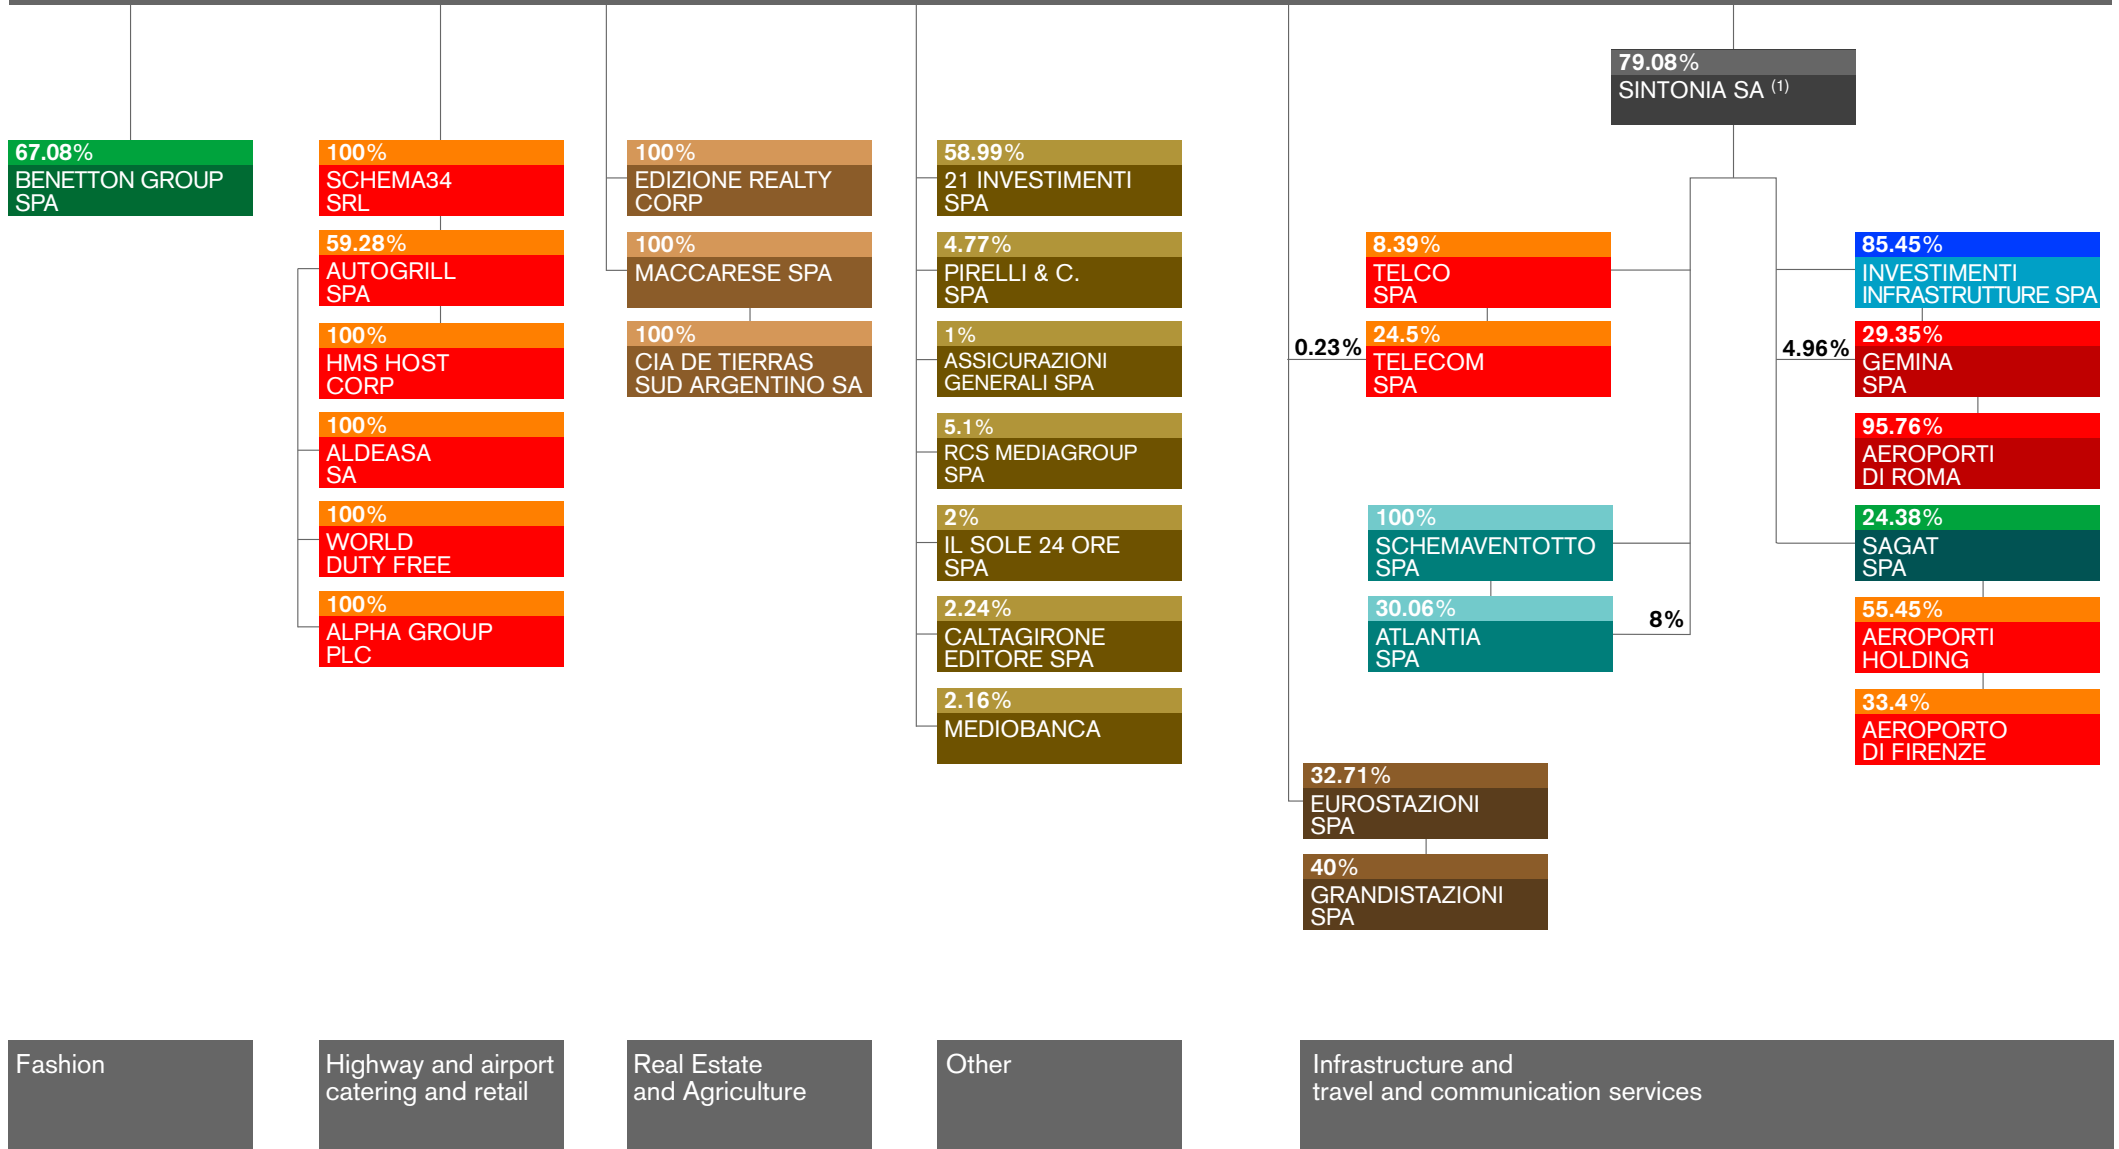 79.08%
SINTONIA SA (1)
67.08%
BENETTON GROUP
SPA
100%
SCHEMA34
SRL
59.28%
AUTOGRILL
SPA
100%
HMS HOST
CORP
100%
ALDEASA
SA
100%
WORLD
DUTY FREE
100%
ALPHA GROUP
PLC
100%
EDIZIONE REALTY
CORP
100%
MACCARESE SPA
100%
CIA DE TIERRAS
SUD ARGENTINO SA
58.99%
21 INVESTIMENTI
SPA
4.77%
PIRELLI & C.
SPA
1%
ASSICURAZIONI
GENERALI SPA
5.1%
RCS MEDIAGROUP
SPA
2%
IL SOLE 24 ORE
SPA
2.24%
CALTAGIRONE
EDITORE SPA
2.16%
MEDIOBANCA
8.39%
TELCO
SPA
0.23%
24.5%
TELECOM
SPA
100%
SCHEMAVENTOTTO
SPA
30.06%
ATLANTIA
SPA
8%
32.71%
EUROSTAZIONI
SPA
40%
GRANDISTAZIONI
SPA
85.45%
INVESTIMENTI
INFRASTRUTTURE SPA
4.96%
29.35%
GEMINA
SPA
95.76%
AEROPORTI
DI ROMA
24.38%
SAGAT
SPA
55.45%
AEROPORTI
HOLDING
33.4%
AEROPORTO
DI FIRENZE
Fashion
Highway and airport
catering and retail
Real Estate
and Agriculture
Other
Infrastructure and
travel and communication services